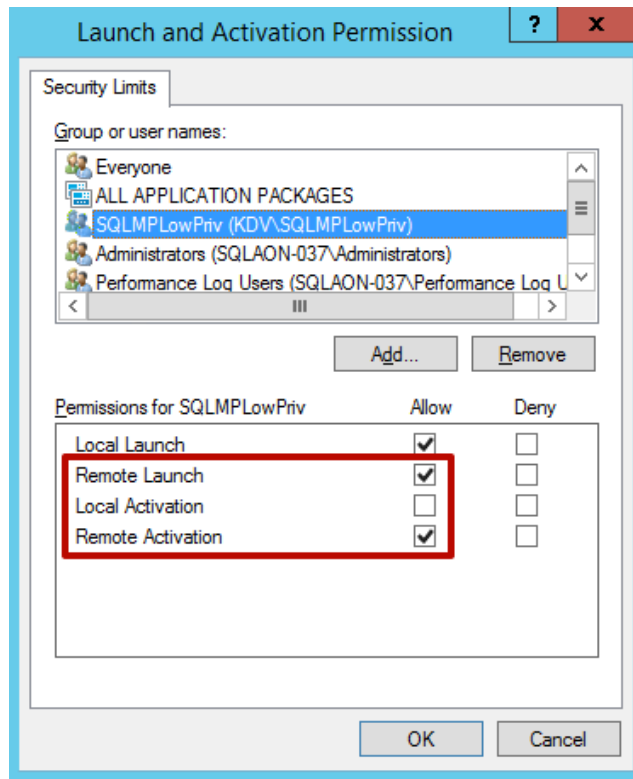 Launch and Activation Permission
?
x
Security Limits
Group or user names:
Everyone
ALL APPLICATION PACKAGES
SQLMPLowPriv (KDV\SQLMPLowPriv)
Administrators (SQLAON-037\Administrators)
Performance Log Users (SQLAON-037\Performance Log U
Add... Remove
Permissions for SQLMPLowPriv Allow Deny
Local Launch
Remote Launch
Local Activation
Remote Activation
OK Cancel